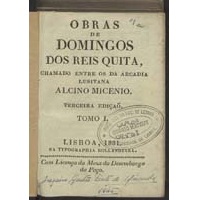 OBRAS
DE
DOMINGOS
DOS REIS QUITA,
CHAMADO ENTRE OS DA ARCADIA
LUSITANA
ALCINO MICENIO.
TERCEIRA EDIÇAÕ.
TOMO I.
LISBOA, 1831.
NA TYPOGRAPHIA ROLLANDIANA.
Com Licença da Meza do Desembargo
do Paço.